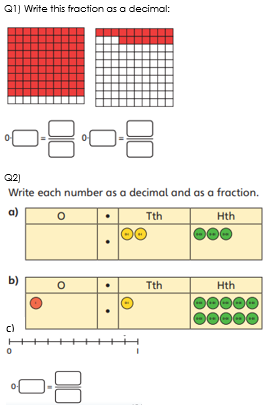 Q1) Write this fraction as a decimal:
0· = 0· =
Q2)
Write each number as a decimal and as a fraction.
a) O • Tth Hth
•
b) O • Tth Hth
•
c)
0 1
0· =